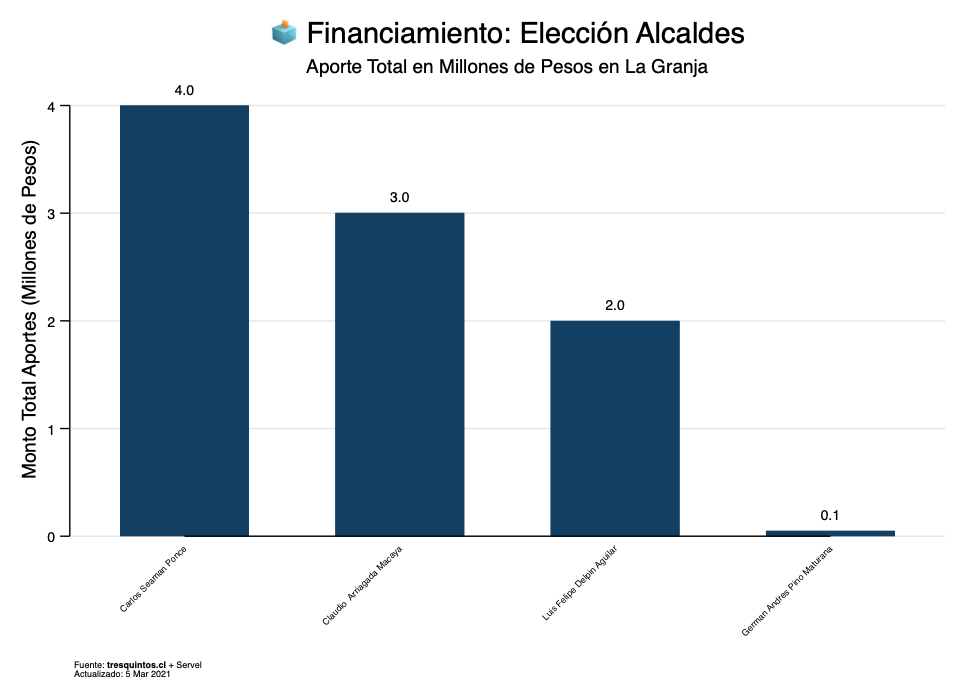 Financiamiento: Elección Alcaldes
Aporte Total en Millones de Pesos en La Granja
Monto Total Aportes (Millones de Pesos)
4
3
2
1
0
4.0
3.0
2.0
0.1
Carlos Seaman Ponce
Claudio Arriagada Macaya
Luis Felipe Delpin Aguilar
German Andres Pino Maturana
Fuente: tresquintos.cl + Servel
Actualizado: 5 Mar 2021